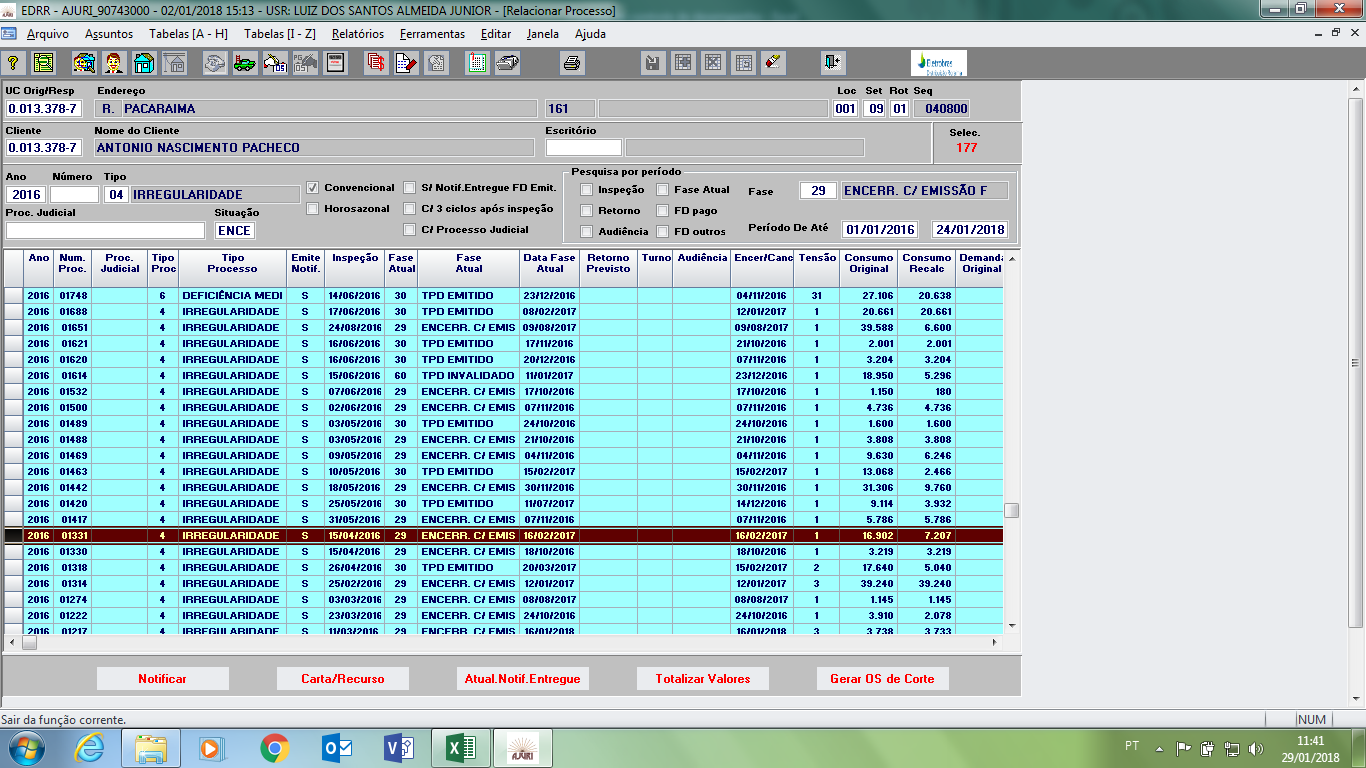 EDRR - AJURI_90743000 - 02/01/2018 15:13 - USR: LUIZ DOS SANTOS ALMEIDA JUNIOR - [Relacionar Processo]
Arquivo Assuntos Tabelas [A - H] Tabelas [I - Z] Relatórios Ferramentas Editar Janela Ajuda
Eletrobras
UC Orig/Resp Endereço Loc Set Rot Seq
0.013.378-7 R. PACARAIMA 161 001 09 01 040800
Cliente Nome do Cliente Escritório Selec.
0.013.378-7 ANTONIO NASCIMENTO PACHECO 177
Ano Número Tipo Pesquisa por período
2016 04 IRREGULARIDADE Convencional S/ Notif.Entregue FD Emit. Inspeção Fase Atual Fase 29 ENCERR. C/ EMISSÃO F
Proc. Judicial Situação Horosazonal C/ 3 ciclos após inspeção Retorno FD pago
ENCE C/ Processo Judicial Audiência FD outros Período De Até 01/01/2016 24/01/2018
Ano Num. Proc. Proc. Judicial Tipo Proc Tipo Processo Emite Notif. Inspeção Fase Atual Fase Atual Data Fase Atual Retorno Previsto Turno Audiência Encer/Canc Tensão Consumo Original Consumo Recalc Demanda Original
2016 01748 6 DEFICIÊNCIA MEDI S 14/06/2016 30 TPD EMITIDO 23/12/2016 04/11/2016 31 27.106 20.638
2016 01688 4 IRREGULARIDADE S 17/06/2016 30 TPD EMITIDO 08/02/2017 12/01/2017 1 20.661 20.661
2016 01651 4 IRREGULARIDADE S 24/08/2016 29 ENCERR. C/ EMIS 09/08/2017 09/08/2017 1 39.588 6.600
2016 01621 4 IRREGULARIDADE S 16/06/2016 30 TPD EMITIDO 17/11/2016 21/10/2016 1 2.001 2.001
2016 01620 4 IRREGULARIDADE S 16/06/2016 30 TPD EMITIDO 20/12/2016 07/11/2016 1 3.204 3.204
2016 01614 4 IRREGULARIDADE S 15/06/2016 60 TPD INVALIDADO 11/01/2017 23/12/2016 1 18.950 5.296
2016 01532 4 IRREGULARIDADE S 07/06/2016 29 ENCERR. C/ EMIS 17/10/2016 17/10/2016 1 1.150 180
2016 01500 4 IRREGULARIDADE S 02/06/2016 29 ENCERR. C/ EMIS 07/11/2016 07/11/2016 1 4.736 4.736
2016 01489 4 IRREGULARIDADE S 03/05/2016 30 TPD EMITIDO 24/10/2016 24/10/2016 1 1.600 1.600
2016 01488 4 IRREGULARIDADE S 03/05/2016 29 ENCERR. C/ EMIS 21/10/2016 21/10/2016 1 3.808 3.808
2016 01469 4 IRREGULARIDADE S 09/05/2016 29 ENCERR. C/ EMIS 04/11/2016 04/11/2016 1 9.630 6.246
2016 01463 4 IRREGULARIDADE S 10/05/2016 30 TPD EMITIDO 15/02/2017 15/02/2017 1 13.068 2.466
2016 01442 4 IRREGULARIDADE S 18/05/2016 29 ENCERR. C/ EMIS 30/11/2016 30/11/2016 1 31.306 9.760
2016 01420 4 IRREGULARIDADE S 25/05/2016 30 TPD EMITIDO 11/07/2017 14/12/2016 1 9.114 3.932
2016 01417 4 IRREGULARIDADE S 31/05/2016 29 ENCERR. C/ EMIS 07/11/2016 07/11/2016 1 5.786 5.786
2016 01331 4 IRREGULARIDADE S 15/04/2016 29 ENCERR. C/ EMIS 16/02/2017 16/02/2017 1 16.902 7.207
2016 01330 4 IRREGULARIDADE S 15/04/2016 29 ENCERR. C/ EMIS 18/10/2016 18/10/2016 1 3.219 3.219
2016 01318 4 IRREGULARIDADE S 26/04/2016 30 TPD EMITIDO 20/03/2017 15/02/2017 2 17.640 5.040
2016 01314 4 IRREGULARIDADE S 25/02/2016 29 ENCERR. C/ EMIS 12/01/2017 12/01/2017 3 39.240 39.240
2016 01274 4 IRREGULARIDADE S 03/03/2016 29 ENCERR. C/ EMIS 08/08/2017 08/08/2017 1 1.145 1.145
2016 01222 4 IRREGULARIDADE S 23/03/2016 29 ENCERR. C/ EMIS 24/10/2016 24/10/2016 1 3.910 2.078
2016 01217 4 IRREGULARIDADE S 11/03/2016 29 ENCERR. C/ EMIS 16/01/2018 16/01/2018 3 3.738 3.733
Notificar Carta/Recurso Atual.Notif.Entregue Totalizar Valores Gerar OS de Corte
Sair da função corrente. NUM
AJURI PT 11:41
29/01/2018